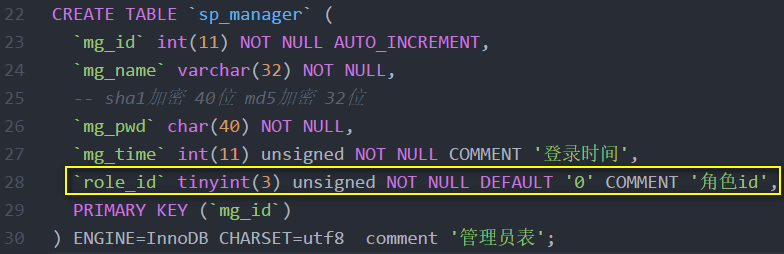 22 CREATE TABLE `sp_manager` (
23 `mg_id` int(11) NOT NULL AUTO_INCREMENT,
24 `mg_name` varchar(32) NOT NULL,
25 -- sha1加密 40位 md5加密 32位
26 `mg_pwd` char(40) NOT NULL,
27 `mg_time` int(11) unsigned NOT NULL COMMENT '登录时间',
28 `role_id` tinyint(3) unsigned NOT NULL DEFAULT '0' COMMENT '角色id',
29 PRIMARY KEY (`mg_id`)
30 ) ENGINE=InnoDB CHARSET=utf8  comment '管理员表';